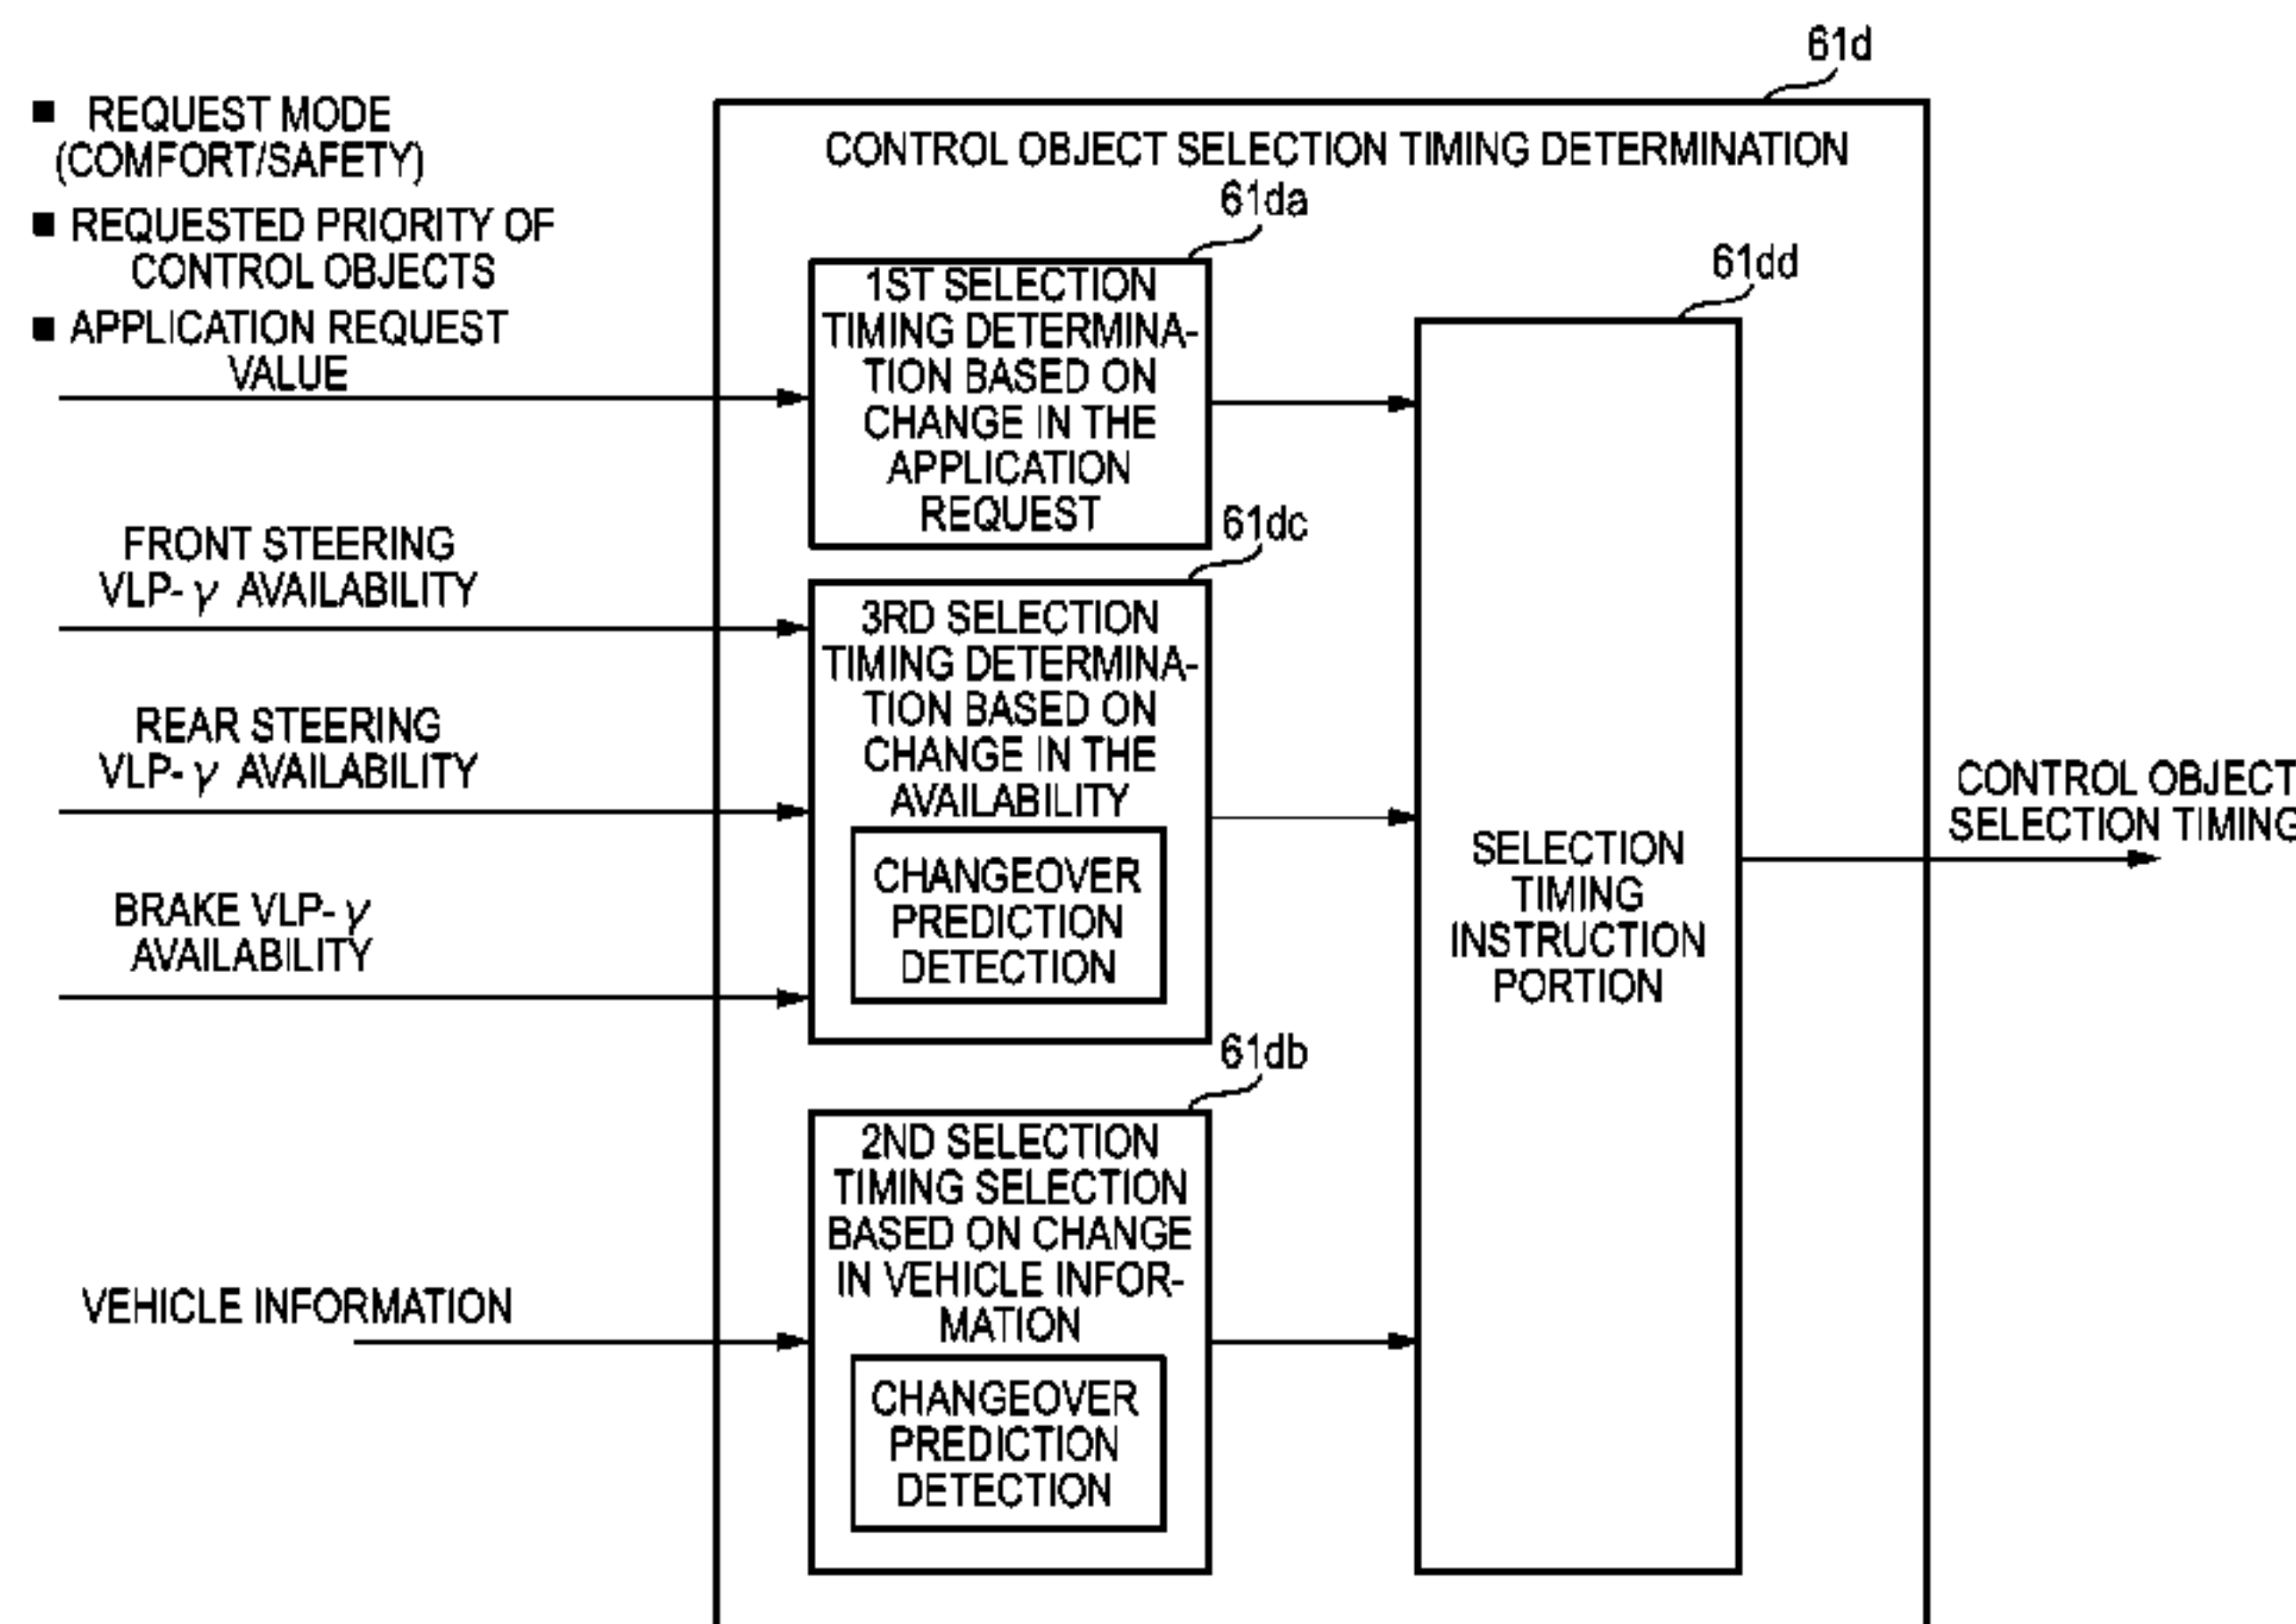 61d
■ REQUEST MODE
(COMFORT/SAFETY)
■ REQUESTED PRIORITY OF
CONTROL OBJECTS
■ APPLICATION REQUEST
VALUE
CONTROL OBJECT SELECTION TIMING DETERMINATION
61da
1ST SELECTION
TIMING DETERMINA-
TION BASED ON
CHANGE IN THE
APPLICATION
REQUEST
61dd
FRONT STEERING
VLP-γ AVAILABILITY
REAR STEERING
VLP-γ AVAILABILITY
BRAKE VLP-γ
AVAILABILITY
61dc
3RD SELECTION
TIMING DETERMINA-
TION BASED ON
CHANGE IN THE
AVAILABILITY
CHANGEOVER
PREDICTION
DETECTION
SELECTION
TIMING
INSTRUCTION
PORTION
CONTROL OBJECT
SELECTION TIMING
61db
VEHICLE INFORMATION
2ND SELECTION
TIMING SELECTION
BASED ON CHANGE
IN VEHICLE INFOR-
MATION
CHANGEOVER
PREDICTION
DETECTION